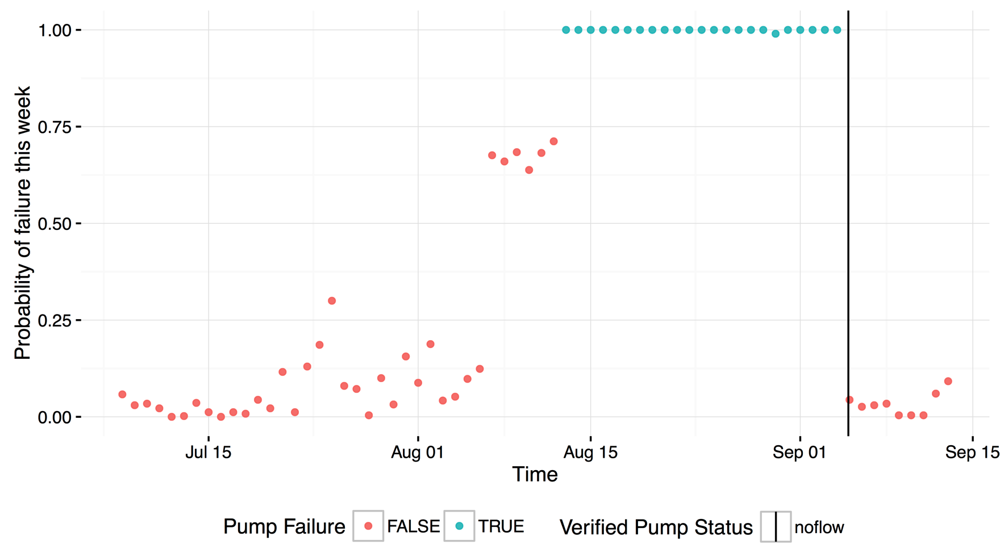 Probability of failure this week
1.00
0.75
0.50
0.25
0.00
Jul 15 Aug 01 Aug 15 Sep 01 Sep 15
Time
Pump Failure FALSE TRUE Verified Pump Status noflow